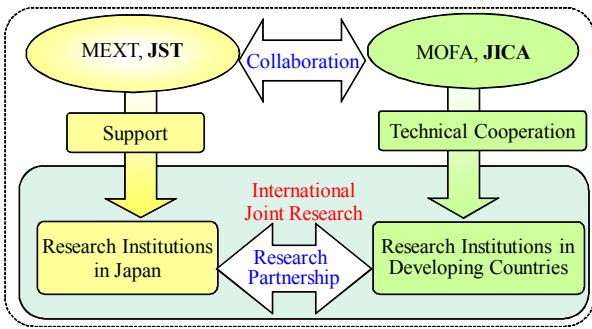 MEXT, JST
Collaboration
MOFA, JICA
Support
Technical Cooperation
International
Joint Research
Research Institutions
in Japan
Research
Partnership
Research Institutions in
Developing Countries